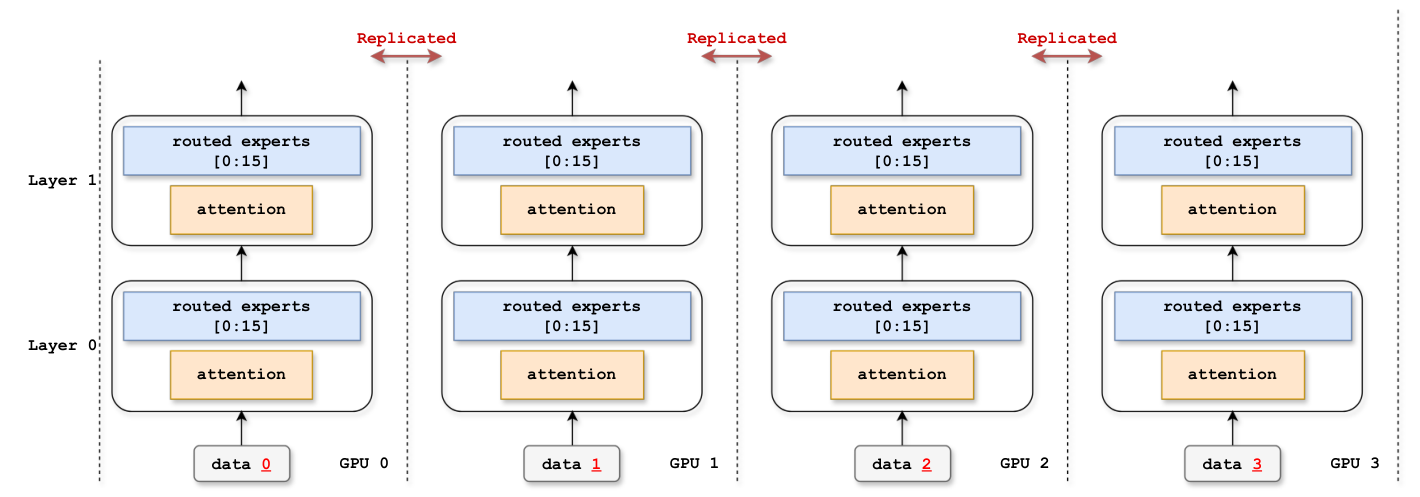 Replicated Replicated Replicated
routed experts routed experts routed experts routed experts
[0:15] [0:15] [0:15] [0:15]
Layer 1
attention attention attention attention
routed experts routed experts routed experts routed experts
[0:15] [0:15] [0:15] [0:15]
Layer 0
attention attention attention attention
data 0 GPU 0 data 1 GPU 1 data 2 GPU 2 data 3 GPU 3